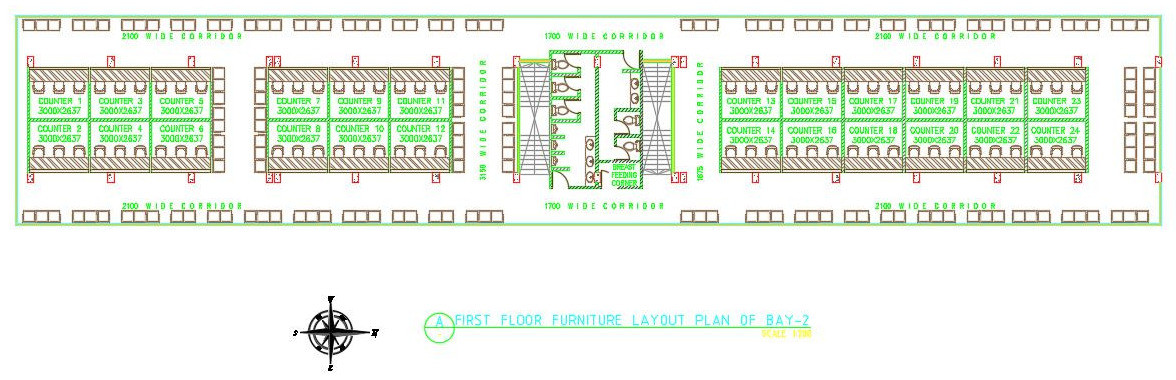 2100 WIDE CORRIDOR
1700 WIDE CORRIDOR
2100 WIDE CORRIDOR
COUNTER 1
3000X2637
COUNTER 3
3000X2637
COUNTER 5
3000X2637
COUNTER 7
3000X2637
COUNTER 9
3000X2637
COUNTER 11
3000X2637
COUNTER 13
3000X2637
COUNTER 15
3000X2637
COUNTER 17
3000X2637
COUNTER 19
3000X2637
COUNTER 21
3000X2637
COUNTER 23
3000X2637
COUNTER 2
3000X2637
COUNTER 4
3000X2637
COUNTER 6
3000X2637
COUNTER 8
3000X2637
COUNTER 10
3000X2637
COUNTER 12
3000X2637
COUNTER 14
3000X2637
COUNTER 16
3000X2637
COUNTER 18
3000X2637
COUNTER 20
3000X2637
COUNTER 22
3000X2637
COUNTER 24
3000X2637
3150 WIDE CORRIDOR
1875 WIDE CORRIDOR
BREAST
FEEDING
CORNER
2100 WIDE CORRIDOR
1700 WIDE CORRIDOR
2100 WIDE CORRIDOR
S
N
E
A
FIRST FLOOR FURNITURE LAYOUT PLAN OF BAY-2
SCALE